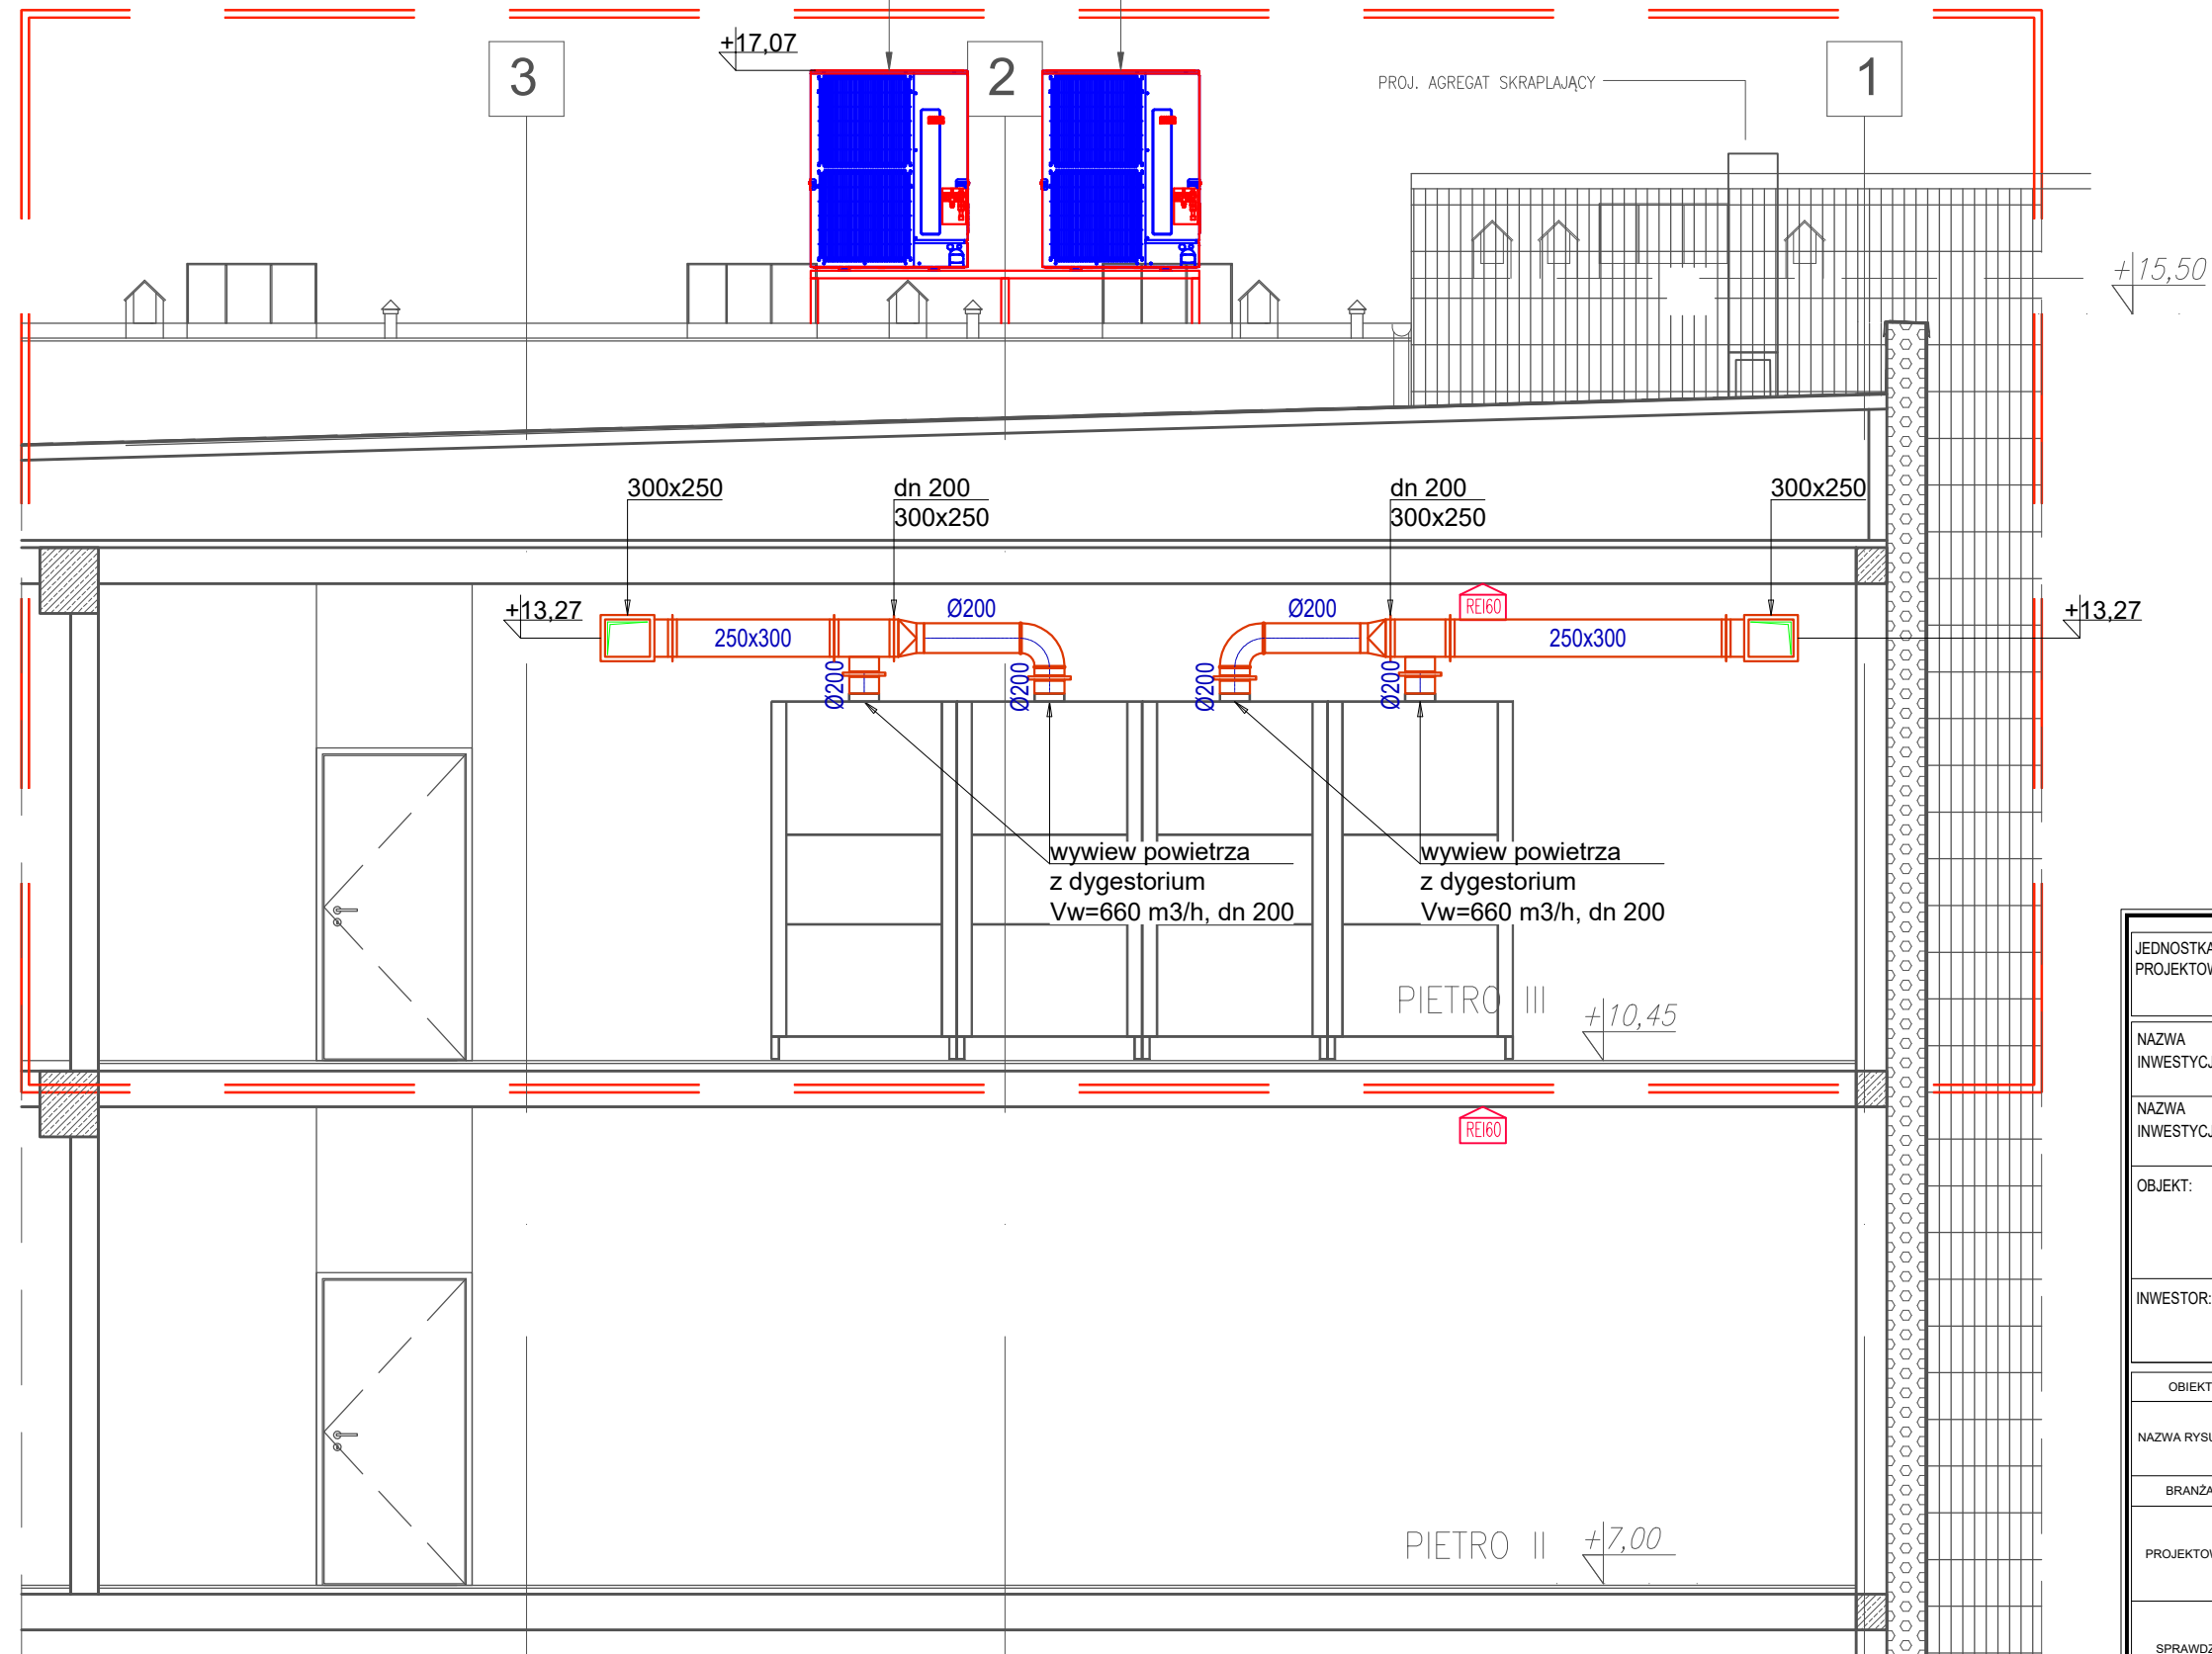 +17,07
3
2
1
PROJ. AGREGAT SKRAPLAJĄCY
+15,50
300x250
dn 200
300x250
dn 200
300x250
300x250
+13,27
250x300
Ø200
Ø200
REI60
250x300
+13,27
Ø200
Ø200
Ø200
Ø200
wywiew powietrza
z dygestorium
Vw=660 m3/h, dn 200
wywiew powietrza
z dygestorium
Vw=660 m3/h, dn 200
PIETRO III
+10,45
REI60
PIETRO II
+7,00
JEDNOSTKA
PROJEKTOW
NAZWA
INWESTYCJ
NAZWA
INWESTYCJ
OBJEKT:
INWESTOR:
OBIEKT
NAZWA RYSU
BRANŻA
PROJEKTOW
SPRAWDZ